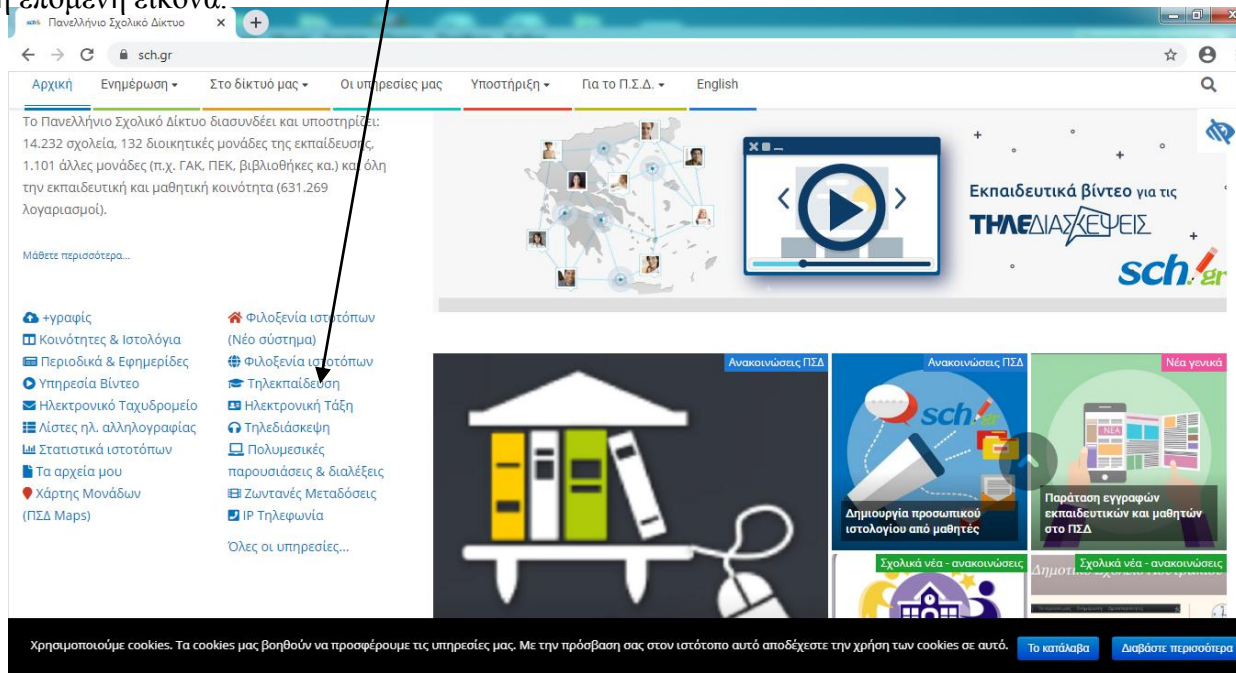 η επόμενη εικόνα.
Πανελλήνιο Σχολικό Δίκτυο
sch.gr
Αρχική Ενημέρωση Στο δίκτυό μας Οι υπηρεσίες μας Υποστήριξη Για το Π.Σ.Δ. English
Το Πανελλήνιο Σχολικό Δίκτυο διασυνδέει και υποστηρίζει:
14.232 σχολεία, 132 διοικητικές μονάδες της εκπαίδευσης,
1.101 άλλες μονάδες (π.χ. ΓΑΚ, ΠΕΚ, βιβλιοθήκες κα.) και όλη
την εκπαιδευτική και μαθητική κοινότητα (631.269
λογαριασμοί).
Μάθετε περισσότερα...
Εκπαιδευτικά βίντεο για τις
ΤΗΛΕΔΙΑΣΚΕΨΕΙΣ
sch.gr
+γραφίς
Κοινότητες & Ιστολόγια
Περιοδικά & Εφημερίδες
Υπηρεσία Βίντεο
Ηλεκτρονικό Ταχυδρομείο
Λίστες ηλ. αλληλογραφίας
Στατιστικά ιστοτόπων
Τα αρχεία μου
Χάρτης Μονάδων
(ΠΣΔ Maps)
Φιλοξενία ιστοτόπων
(Νέο σύστημα)
Φιλοξενία ιστοτόπων
Τηλεκπαίδευση
Ηλεκτρονική Τάξη
Τηλεδιάσκεψη
Πολυμεσικές
παρουσιάσεις & διαλέξεις
Ζωντανές Μεταδόσεις
IP Τηλεφωνία
Όλες οι υπηρεσίες...
Ανακοινώσεις ΠΣΔ
Ανακοινώσεις ΠΣΔ
sch
Δημιουργία προσωπικού
ιστολογίου από μαθητές
Νέα γενικά
ΝΕΑ
Παράταση εγγραφών
εκπαιδευτικών και μαθητών
στο ΠΣΔ
Σχολικά νέα - ανακοινώσεις
Σχολικά νέα - ανακοινώσεις
Χρησιμοποιούμε cookies. Τα cookies μας βοηθούν να προσφέρουμε τις υπηρεσίες μας. Με την πρόσβαση σας στον ιστότοπο αυτό αποδέχεστε την χρήση των cookies σε αυτό. Το κατάλαβα Διαβάστε περισσότερα